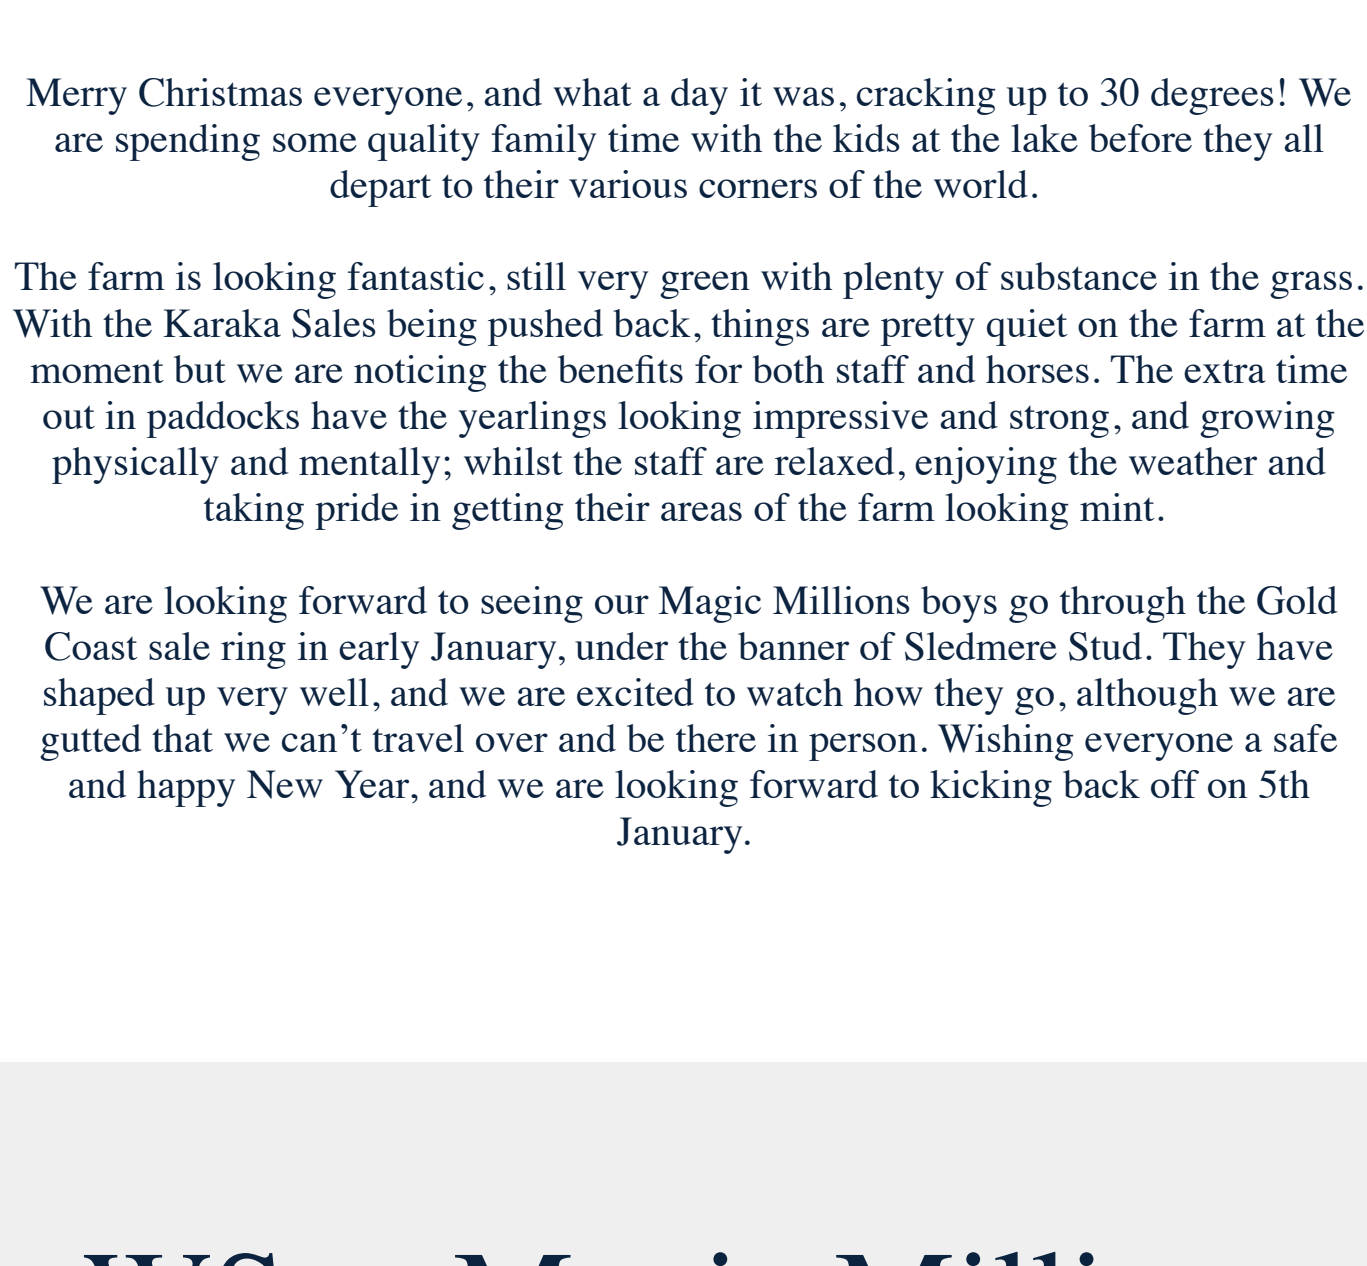 Merry Christmas everyone, and what a day it was, cracking up to 30 degrees! We
are spending some quality family time with the kids at the lake before they all
depart to their various corners of the world.
The farm is looking fantastic, still very green with plenty of substance in the grass.
With the Karaka Sales being pushed back, things are pretty quiet on the farm at the
moment but we are noticing the benefits for both staff and horses. The extra time
out in paddocks have the yearlings looking impressive and strong, and growing
physically and mentally; whilst the staff are relaxed, enjoying the weather and
taking pride in getting their areas of the farm looking mint.
We are looking forward to seeing our Magic Millions boys go through the Gold
Coast sale ring in early January, under the banner of Sledmere Stud. They have
shaped up very well, and we are excited to watch how they go, although we are
gutted that we can’t travel over and be there in person. Wishing everyone a safe
and happy New Year, and we are looking forward to kicking back off on 5th
January.